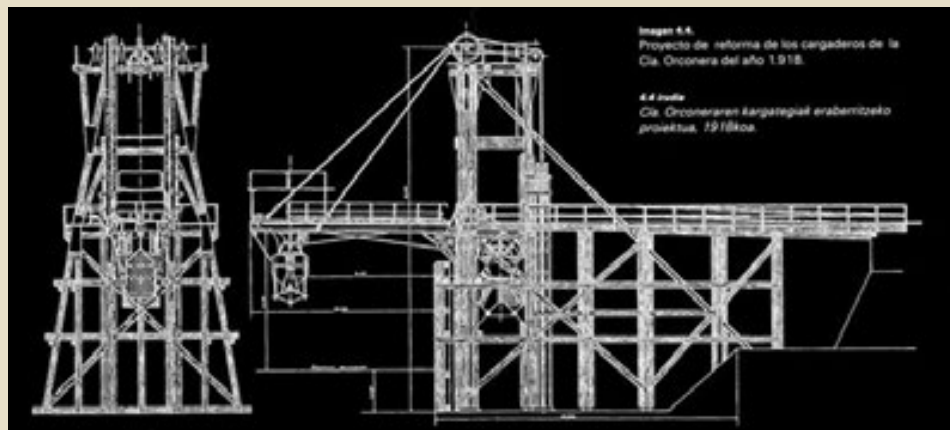 Imagen 4.4.
Proyecto de reforma de los cargaderos de la
Cía. Orconera del año 1.918.
4.4 irudia
Cía. Orconeraren kargategiak eraberritzeko
proiektua, 1918koa.